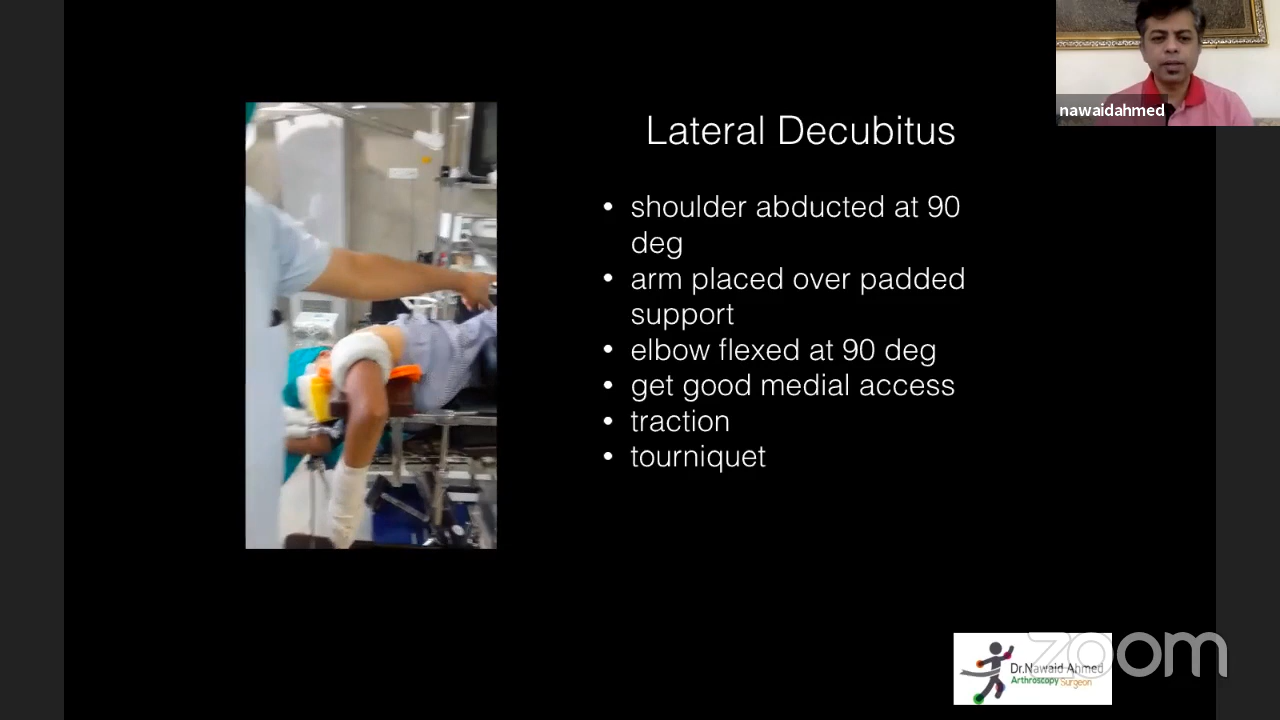 nawaidahmed
Lateral Decubitus
• shoulder abducted at 90
deg
• arm placed over padded
support
• elbow flexed at 90 deg
• get good medial access
• traction
• tourniquet
zoom
Dr.Nawaid Ahmed
Arthroscopy Surgeon